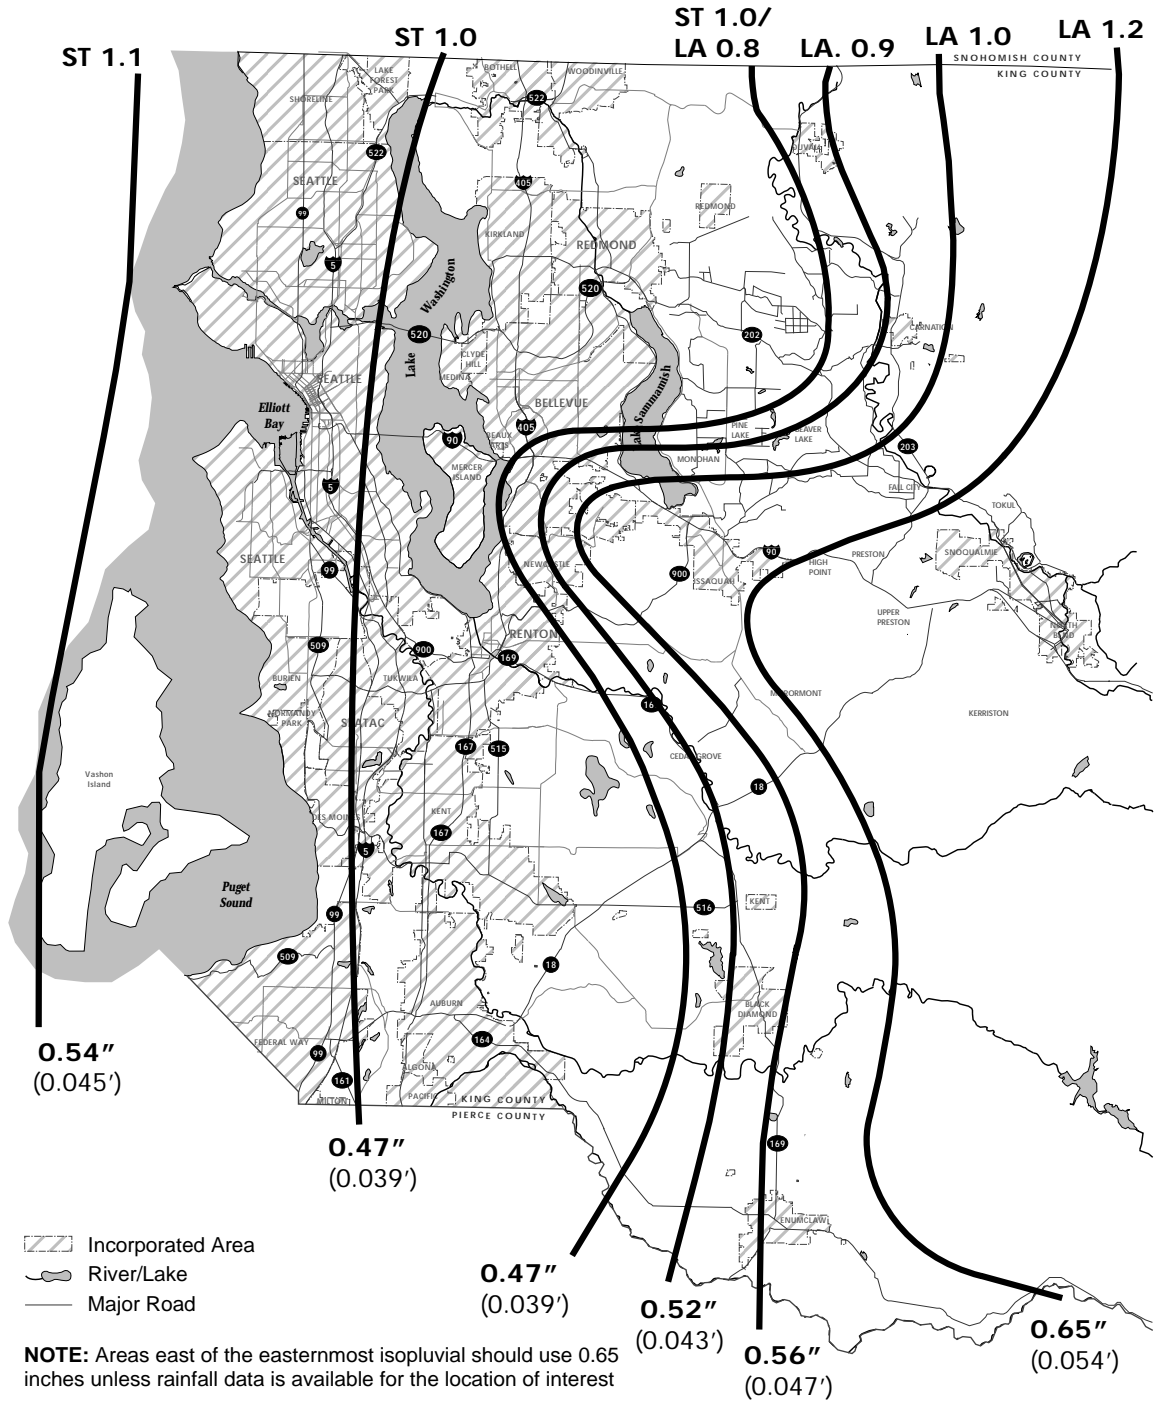 ST 1.1
ST 1.0
ST 1.0/
LA 0.8
LA. 0.9
LA 1.0
LA 1.2
SNOHOMISH COUNTY
KING COUNTY
LAKE
FOREST
PARK
BOTHELL
WOODINVILLE
SHORELINE
522
522
DUVALL
SEATTLE
405
99
REDMOND
KIRKLAND
REDMOND
5
Lake Washington
520
520
202
CARNATION
CLYDE
HILL
MEDINA
SEATTLE
Lake Sammamish
BELLEVUE
Elliott
Bay
405
90
BEAUX
ARTS
PINE
LAKE
BEAVER
LAKE
203
MERCER
ISLAND
MONOHAN
5
FALL CITY
TOKUL
SEATTLE
99
NEWCASTLE
900
ISSAQUAH
90
HIGH
POINT
PRESTON
SNOQUALMIE
UPPER
PRESTON
NORTH
BEND
RENTON
509
900
169
BURIEN
TUKWILA
MIRRORMONT
NORMANDY
PARK
SEATAC
16
KERRISTON
167
515
CEDAR GROVE
Vashon
Island
18
DES MOINES
KENT
167
5
Puget
Sound
99
516
KENT
509
18
AUBURN
BLACK
DIAMOND
FEDERAL WAY
99
164
0.54"
(0.045')
ALGONA
161
MILTON
PACIFIC
KING COUNTY
PIERCE COUNTY
0.47"
(0.039')
169
ENUMCLAW
Incorporated Area
River/Lake
Major Road
0.47"
(0.039')
0.52"
(0.043')
0.56"
(0.047')
0.65"
(0.054')
NOTE: Areas east of the easternmost isopluvial should use 0.65
inches unless rainfall data is available for the location of interest